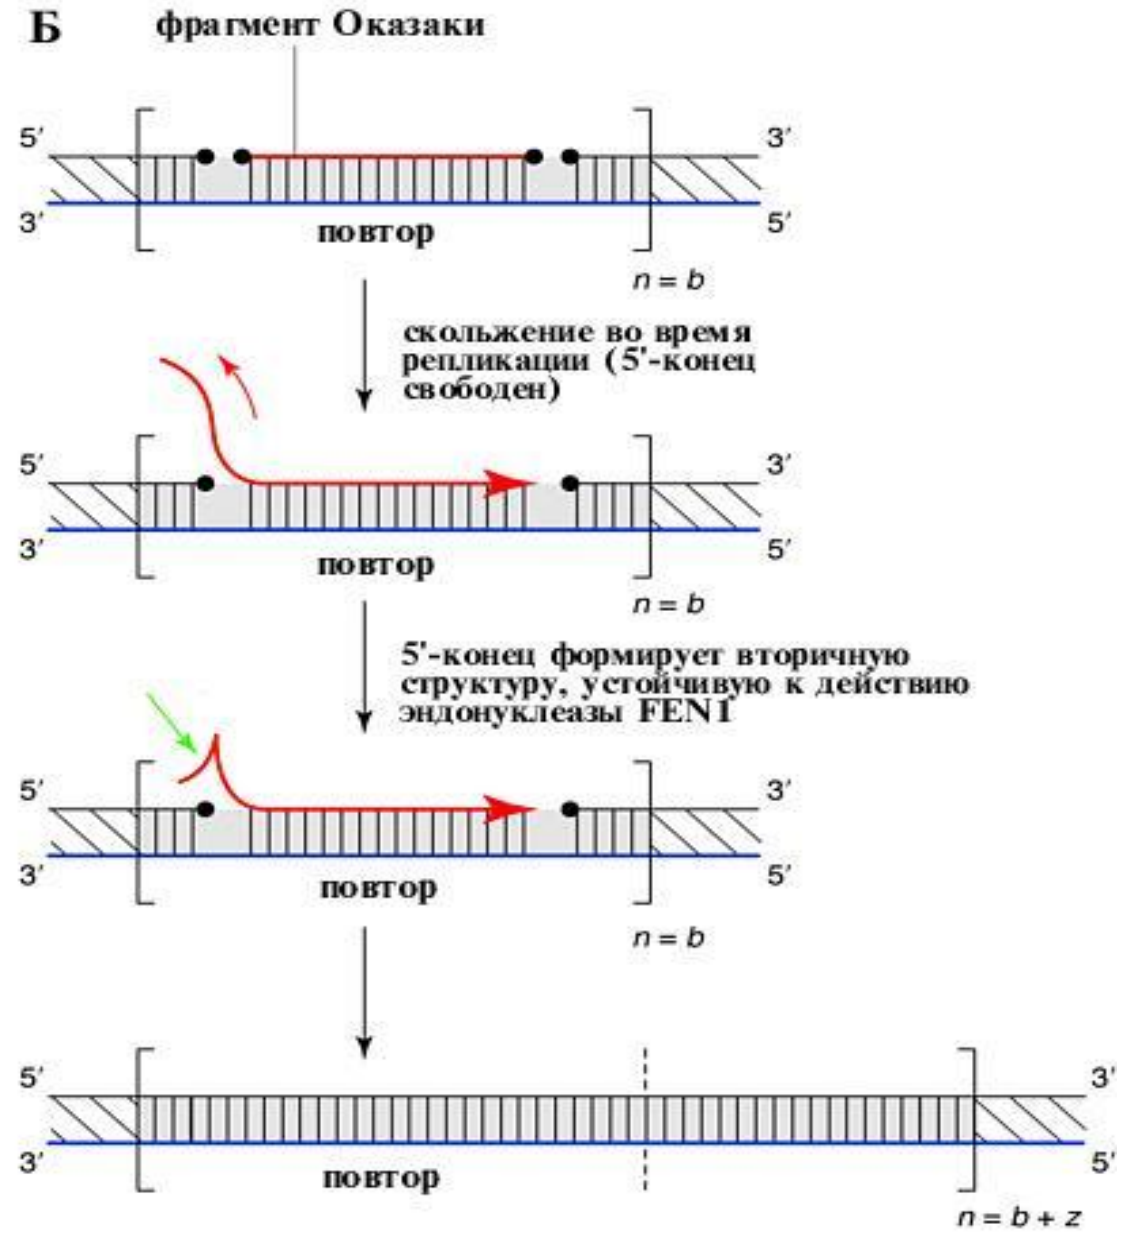 Б
фрагмент Оказаки
5′ 3′
3′ 5′
повтор
n = b
скольжение во время
репликации (5'-конец
свободен)
5′ 3′
3′ 5′
повтор
n = b
5'-конец формирует вторичную
структуру, устойчивую к действию
эндонуклеазы FEN1
5′ 3′
3′ 5′
повтор
n = b
5′ 3′
3′ 5′
повтор
n = b + z